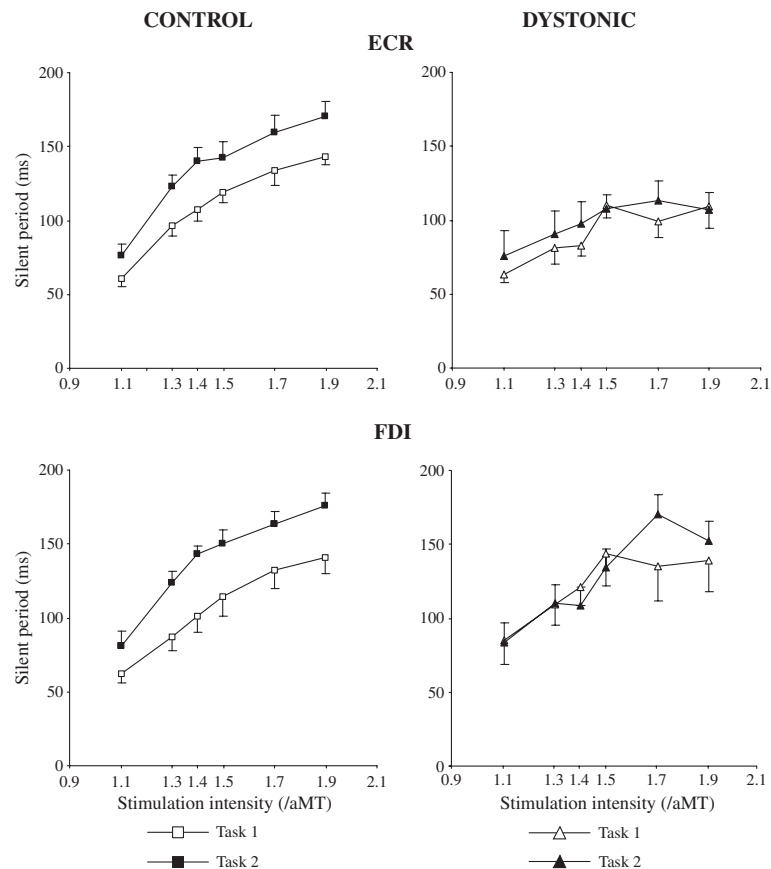 CONTROL DYSTONIC
ECR
200 200
150 150
100 100
50 50
0 0
0.9 1.1 1.3 1.4 1.5 1.7 1.9 2.1 0.9 1.1 1.3 1.4 1.5 1.7 1.9 2.1
Silent period (ms)
FDI
200 200
150 150
100 100
50 50
0 0
0.9 1.1 1.3 1.4 1.5 1.7 1.9 2.1 0.9 1.1 1.3 1.4 1.5 1.7 1.9 2.1
Silent period (ms)
Stimulation intensity (/aMT) Stimulation intensity (/aMT)
Task 1 Task 1
Task 2 Task 2